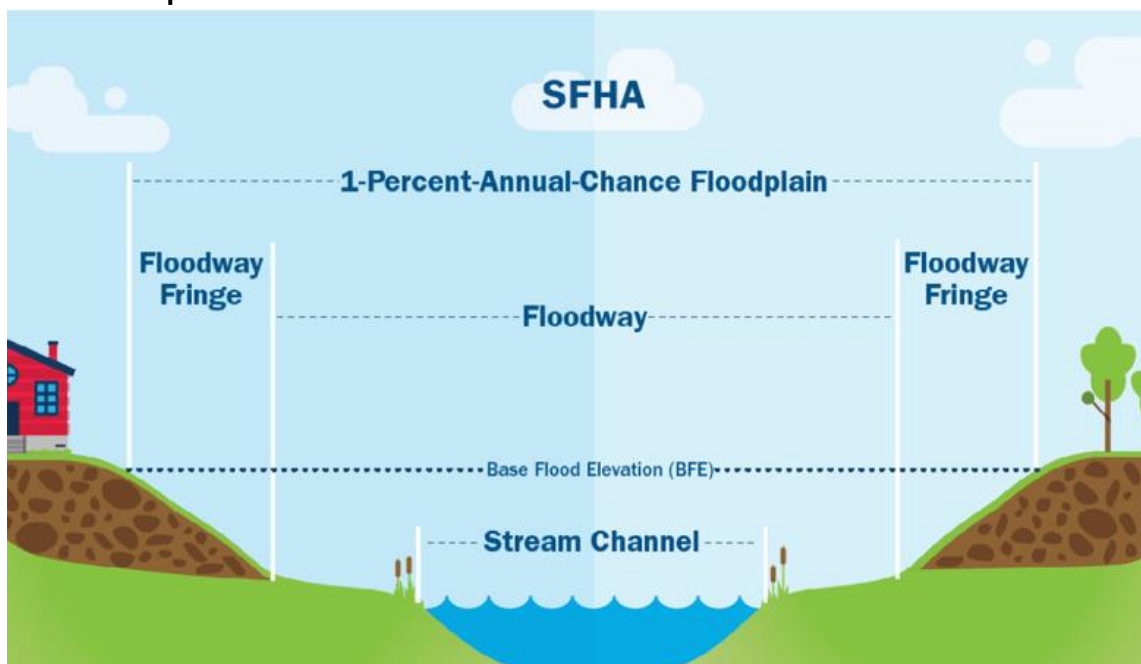 SFHA
1-Percent-Annual-Chance Floodplain
Floodway
Fringe
Floodway
Fringe
Floodway
Base Flood Elevation (BFE)
Stream Channel